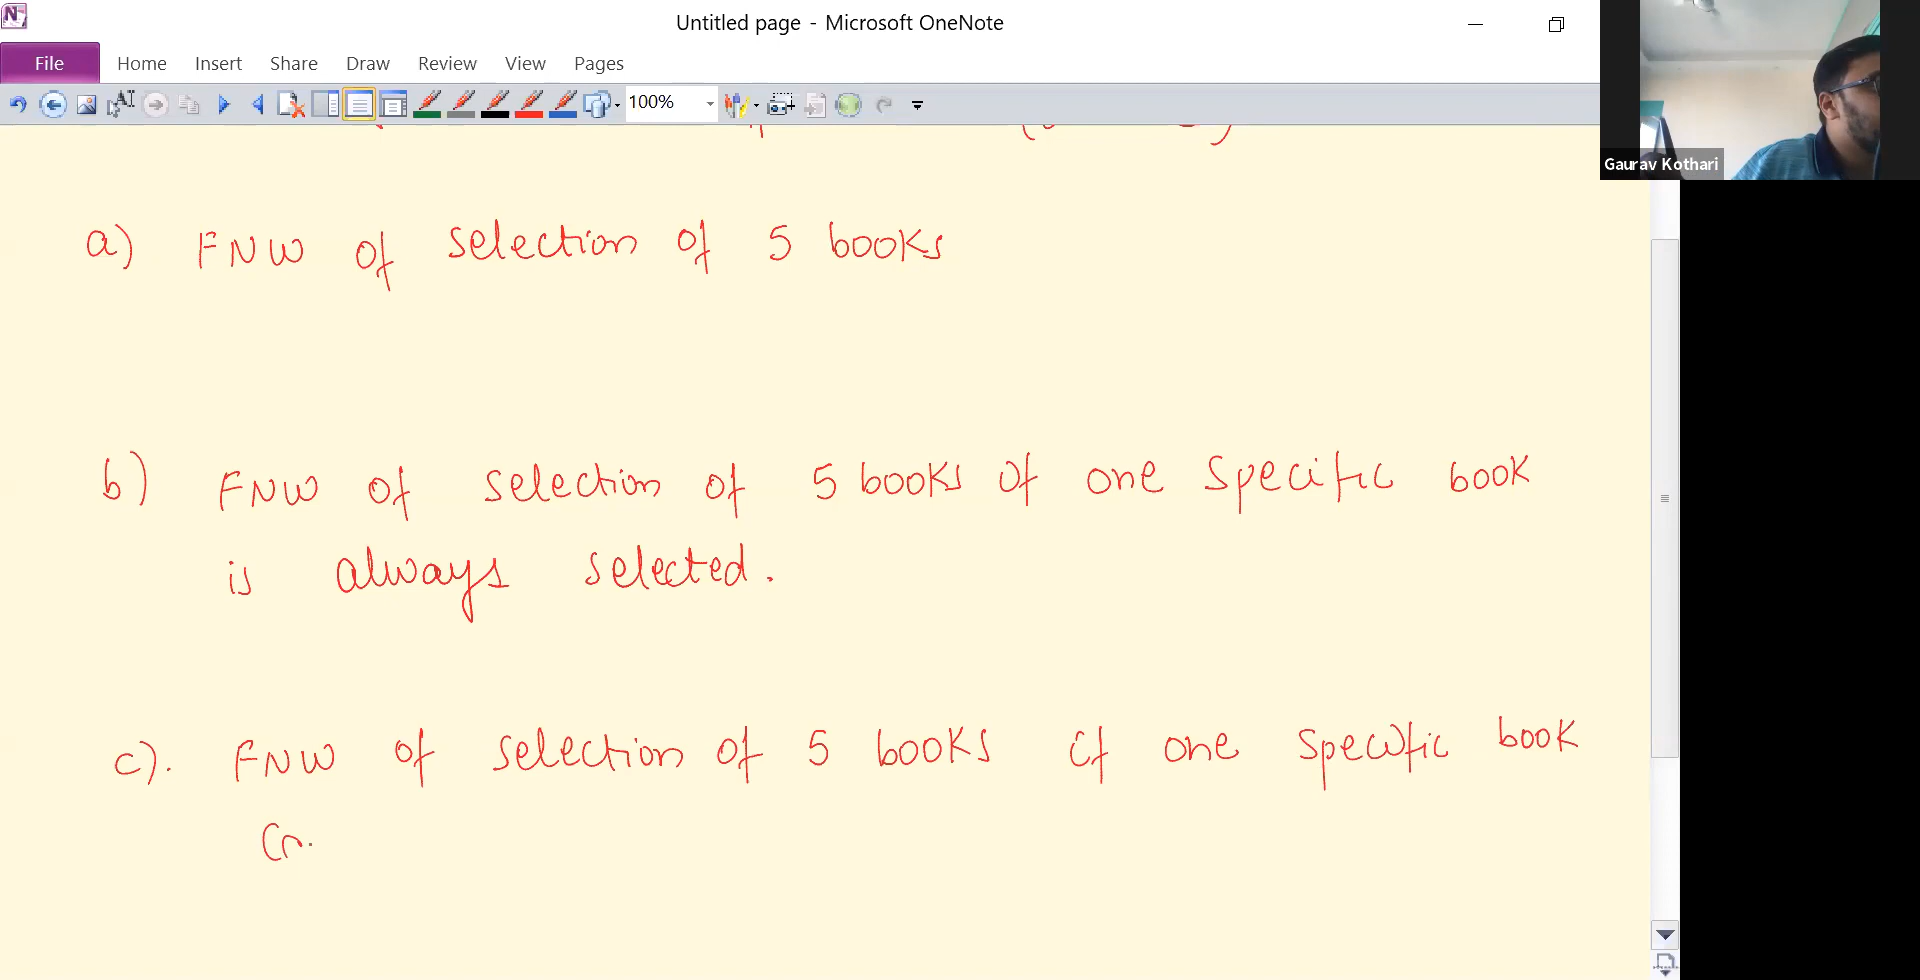 Untitled page - Microsoft OneNote
File Home Insert Share Draw Review View Pages
100%
Gaurav Kothari
a) FNW of selection of 5 books
b) FNW of selection of 5 books of one specific book
is always selected.
c). FNW of selection of 5 books if one specific book